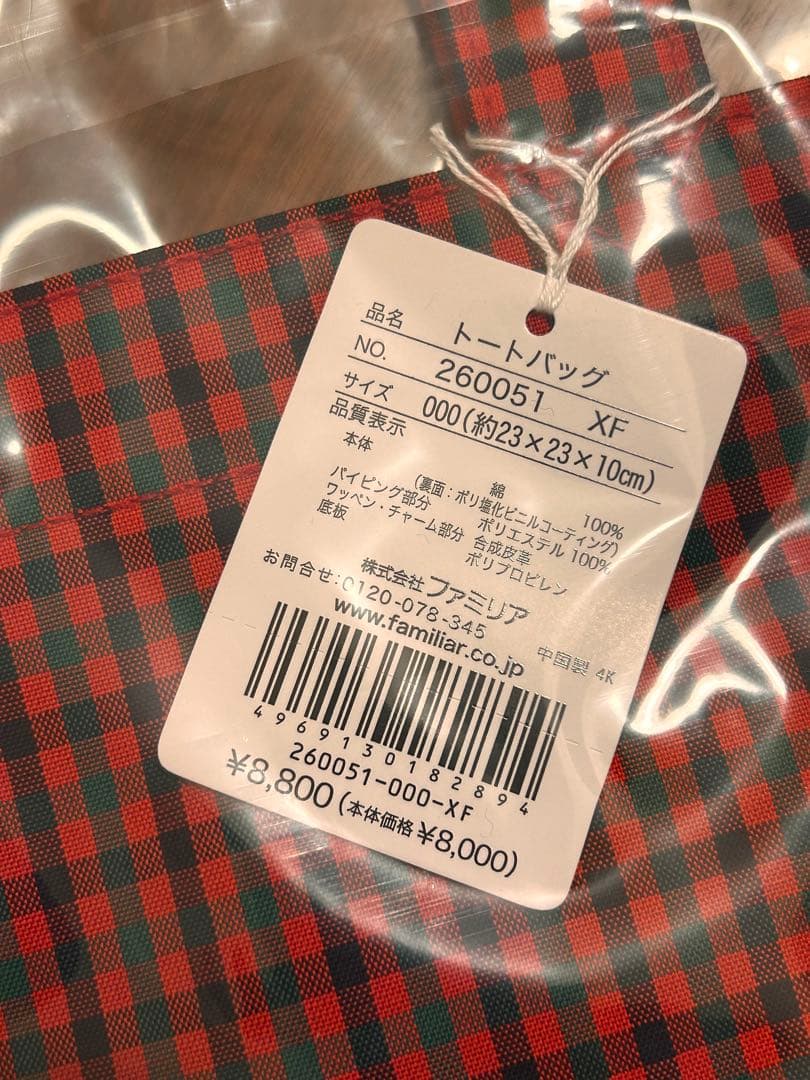 品名 トートバッグ
NO. 260051 XF
サイズ 000(約23×23×10cm)
品質表示
本体 綿 100%
(裏面:ポリ塩化ビニルコーティング)
パイピング部分 ポリエステル 100%
ワッペン・チャーム部分 合成皮革
底板 ポリプロピレン
株式会社 ファミリア
お問合せ:0120-078-345
www.familiar.co.jp
中国製 4K
4969130182894
260051-000-XF
¥8,800(本体価格 ¥8,000)